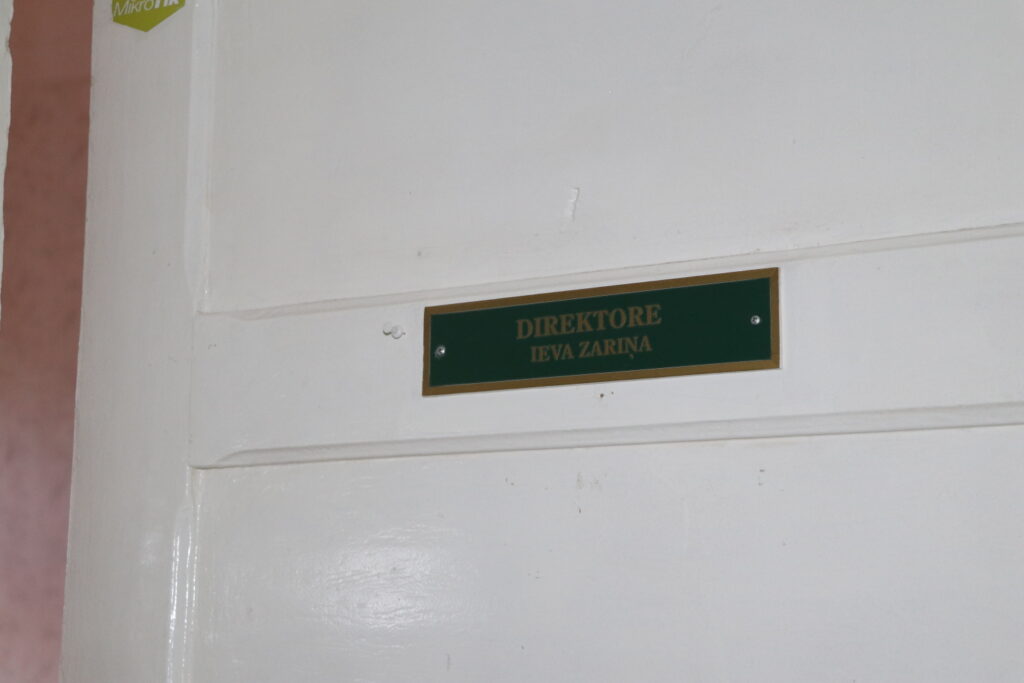 MikroTik
DIREKTORE
IEVA ZARIŅA